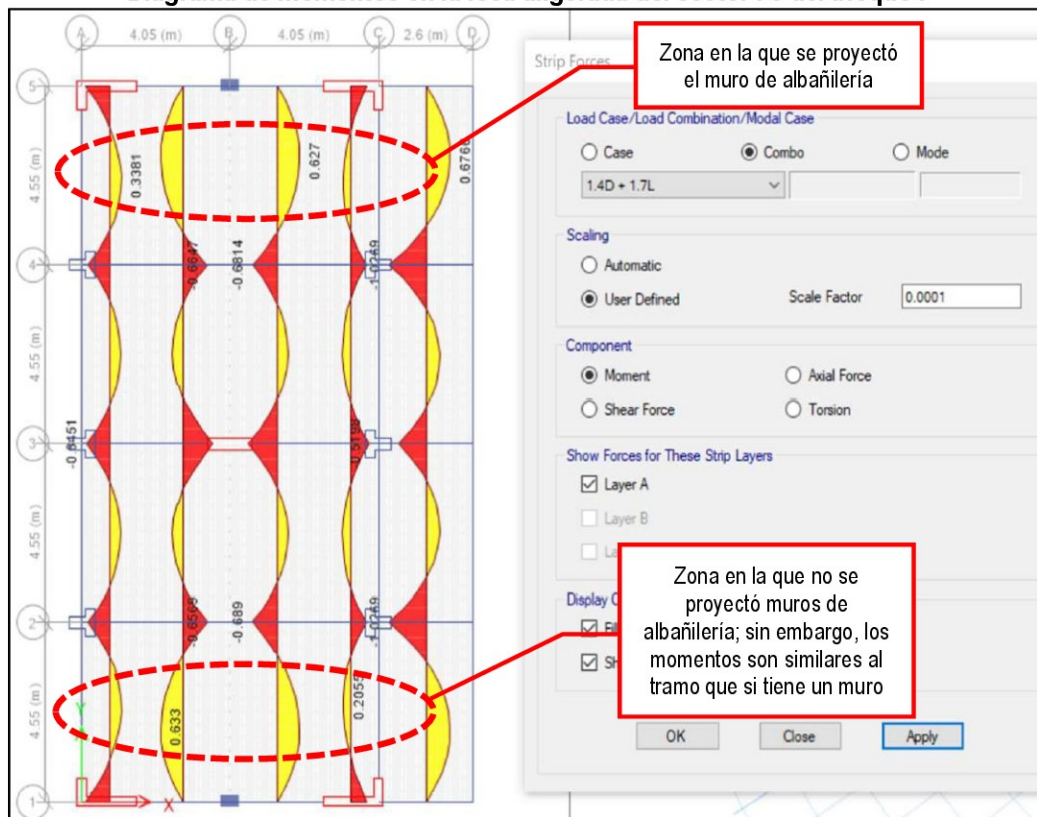 A
4.05 (m)
B
4.05 (m)
C
2.6 (m)
D
Zona en la que se proyectó
el muro de albañilería
Strip Forces
5
4.55 (m)
0.3381
0.627
0.6766
4
-0.6647
-0.6814
-1.0269
4.55 (m)
3
-0.6451
-0.5198
4.55 (m)
2
-0.6568
-0.689
-1.0269
4.55 (m)
0.633
0.2055
Y
1
X
Load Case/Load Combination/Modal Case
Case
Combo
Mode
1.4D + 1.7L
Scaling
Automatic
User Defined
Scale Factor
0.0001
Component
Moment
Axial Force
Shear Force
Torsion
Show Forces for These Strip Layers
Layer A
Layer B
Zona en la que no se
proyectó muros de
albañilería; sin embargo, los
momentos son similares al
tramo que si tiene un muro
OK
Close
Apply